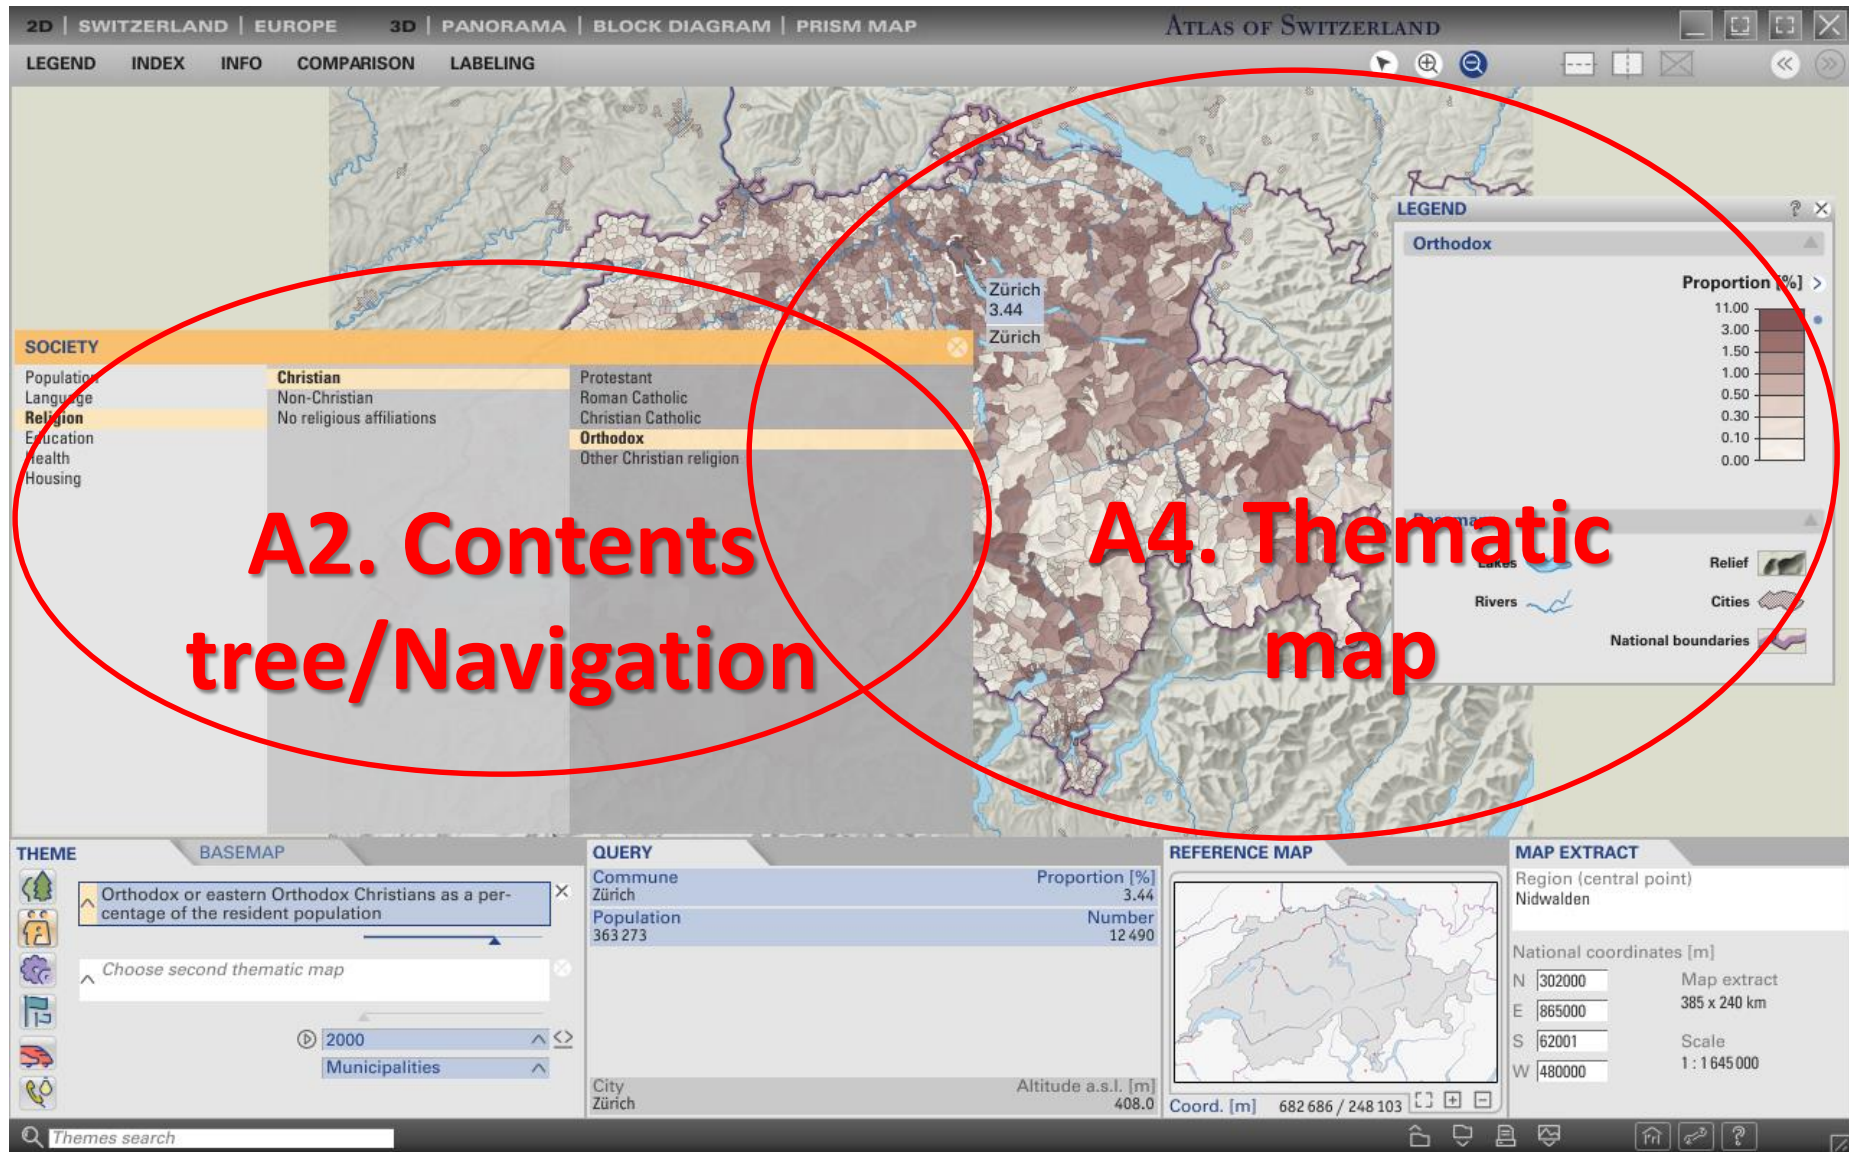 2D | SWITZERLAND | EUROPE 3D | PANORAMA | BLOCK DIAGRAM | PRISM MAP
ATLAS OF SWITZERLAND
LEGEND INDEX INFO COMPARISON LABELING
LEGEND
Orthodox
Proportion [%]
11.00
3.00
1.50
1.00
0.50
0.30
0.10
0.00
Zürich
3.44
Zürich
SOCIETY
Population
Language
Religion
Education
Health
Housing
Christian
Non-Christian
No religious affiliations
Protestant
Roman Catholic
Christian Catholic
Orthodox
Other Christian religion
A2. Contents
tree/Navigation
A4. Thematic
map
Lakes
Relief
Rivers
Cities
National boundaries
THEME BASEMAP
Orthodox or eastern Orthodox Christians as a per-
centage of the resident population
Choose second thematic map
2000
Municipalities
QUERY
Commune Proportion [%]
Zürich 3.44
Population Number
363 273 12 490
City Altitude a.s.l. [m]
Zürich 408.0
REFERENCE MAP
Coord. [m] 682 686 / 248 103
MAP EXTRACT
Region (central point)
Nidwalden
National coordinates [m]
N 302000 Map extract
E 865000 385 x 240 km
S 62001 Scale
W 480000 1 : 1 645 000
Themes search